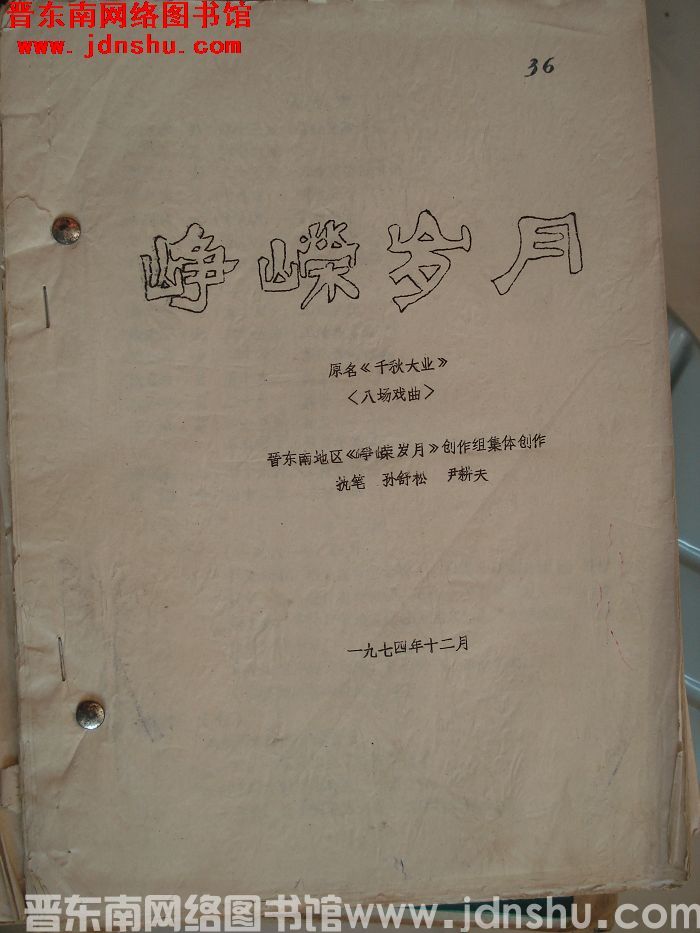 晋东南网络图书馆
www.jdnshu.com
36
峥嵘岁月
原名《千秋大业》
<八场戏曲>
晋东南地区《峥嵘岁月》创作组集体创作
执笔 孙舒松 尹耕夫
一九七四年十二月
晋东南网络图书馆 www.jdnshu.com